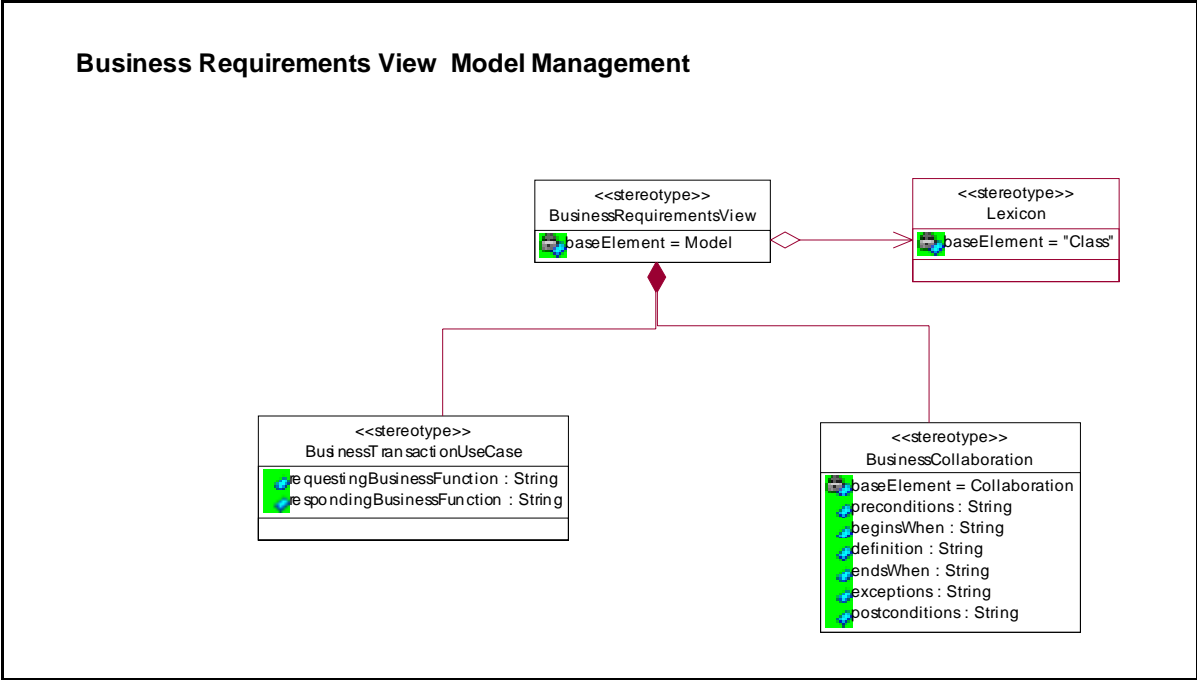 Business Requirements View  Model Management
<<stereotype>>
BusinessRequirementsView
baseElement = Model
<<stereotype>>
Lexicon
baseElement = "Class"
<<stereotype>>
BusinessTransactionUseCase
requestingBusinessFunction : String
respondingBusinessFunction : String
<<stereotype>>
BusinessCollaboration
baseElement = Collaboration
preconditions : String
beginsWhen : String
definition : String
endsWhen : String
exceptions : String
postconditions : String